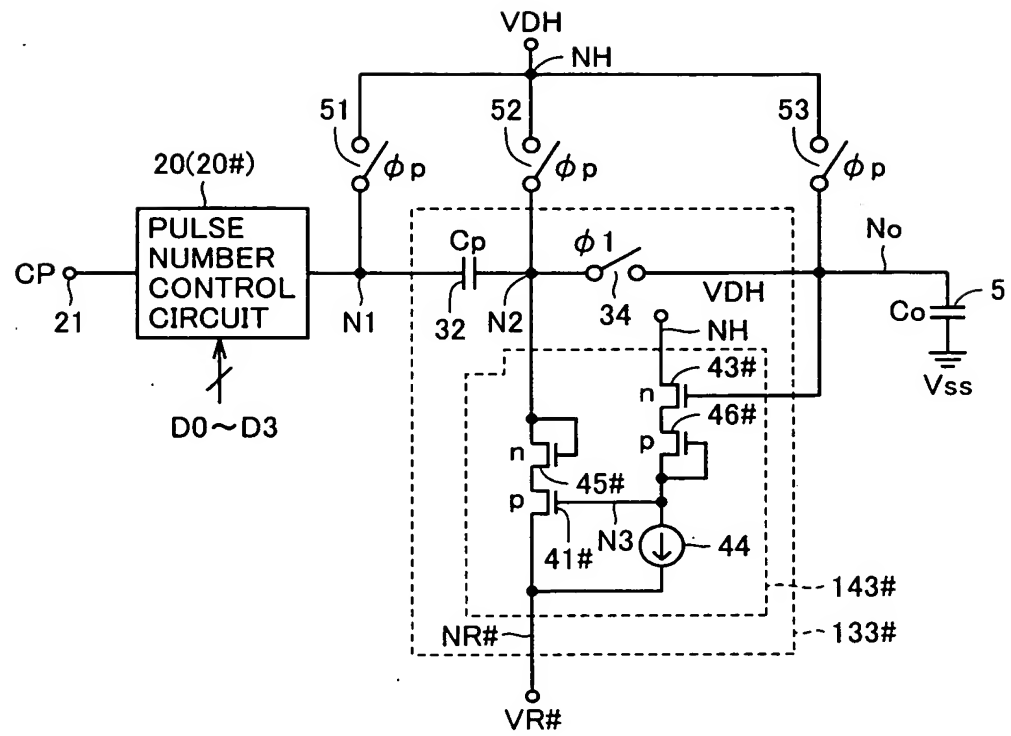 VDH
NH
51
52
53
ϕp
ϕp
ϕp
20(20#)
PULSE
NUMBER
CONTROL
CIRCUIT
CP
21
N1
Cp
32
N2
ϕ1
34
VDH
No
Co
5
Vss
NH
43#
n
46#
p
D0～D3
n
45#
p
41#
N3
44
143#
NR#
133#
VR#